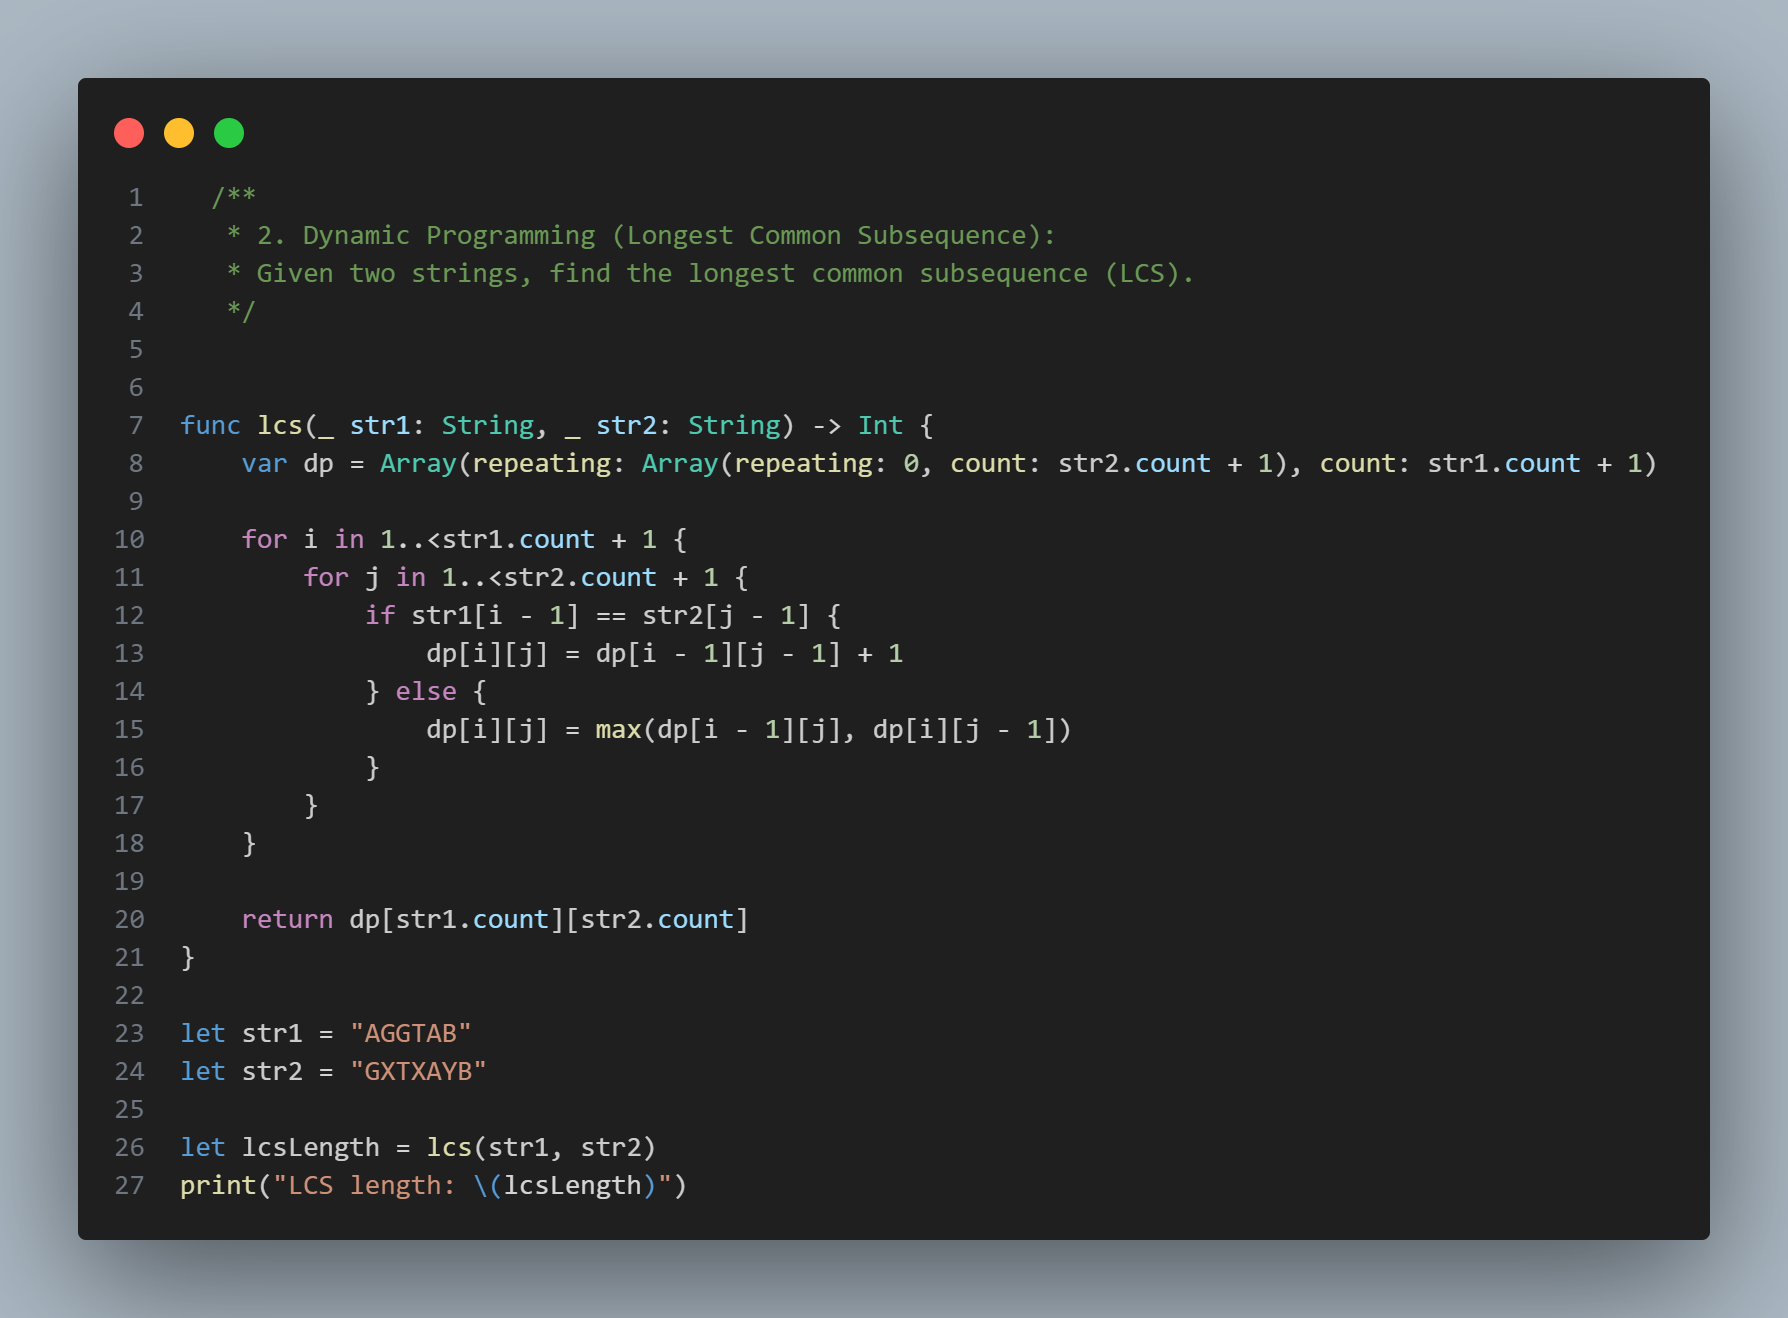 1 /**
2 * 2. Dynamic Programming (Longest Common Subsequence):
3 * Given two strings, find the longest common subsequence (LCS).
4 */
5
6
7 func lcs(_ str1: String, _ str2: String) -> Int {
8 var dp = Array(repeating: Array(repeating: 0, count: str2.count + 1), count: str1.count + 1)
9
10 for i in 1..<str1.count + 1 {
11 for j in 1..<str2.count + 1 {
12 if str1[i - 1] == str2[j - 1] {
13 dp[i][j] = dp[i - 1][j - 1] + 1
14 } else {
15 dp[i][j] = max(dp[i - 1][j], dp[i][j - 1])
16 }
17 }
18 }
19
20 return dp[str1.count][str2.count]
21 }
22
23 let str1 = "AGGTAB"
24 let str2 = "GXTXAYB"
25
26 let lcsLength = lcs(str1, str2)
27 print("LCS length: \(lcsLength)")